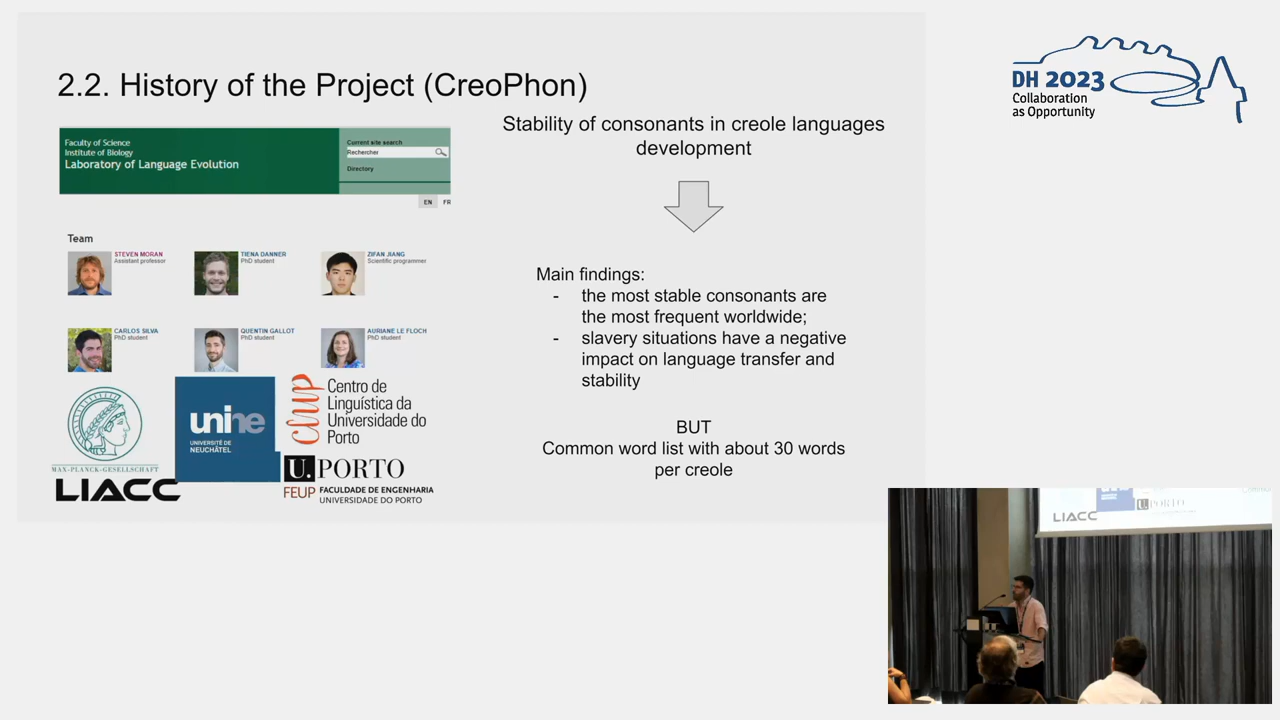 2.2. History of the Project (CreoPhon)
Faculty of Science
Institute of Biology
Laboratory of Language Evolution
Current site search
Rechercher
Directory
EN FR
Team
STEVEN MORAN
Assistant professor
TIENA DANNER
PhD student
ZIFAN JIANG
Scientific programmer
CARLOS SILVA
PhD student
QUENTIN GALLOT
PhD student
AURIANE LE FLOCH
PhD student
MAX-PLANCK-GESELLSCHAFT
LIACC
unine
UNIVERSITÉ DE
NEUCHÂTEL
clup
Centro de
Linguística da
Universidade do
Porto
U. PORTO
FEUP FACULDADE DE ENGENHARIA
UNIVERSIDADE DO PORTO
Stability of consonants in creole languages
development
Main findings:
- the most stable consonants are
the most frequent worldwide;
- slavery situations have a negative
impact on language transfer and
stability
BUT
Common word list with about 30 words
per creole
DH 2023
Collaboration
as Opportunity
LIACC
U. PORTO